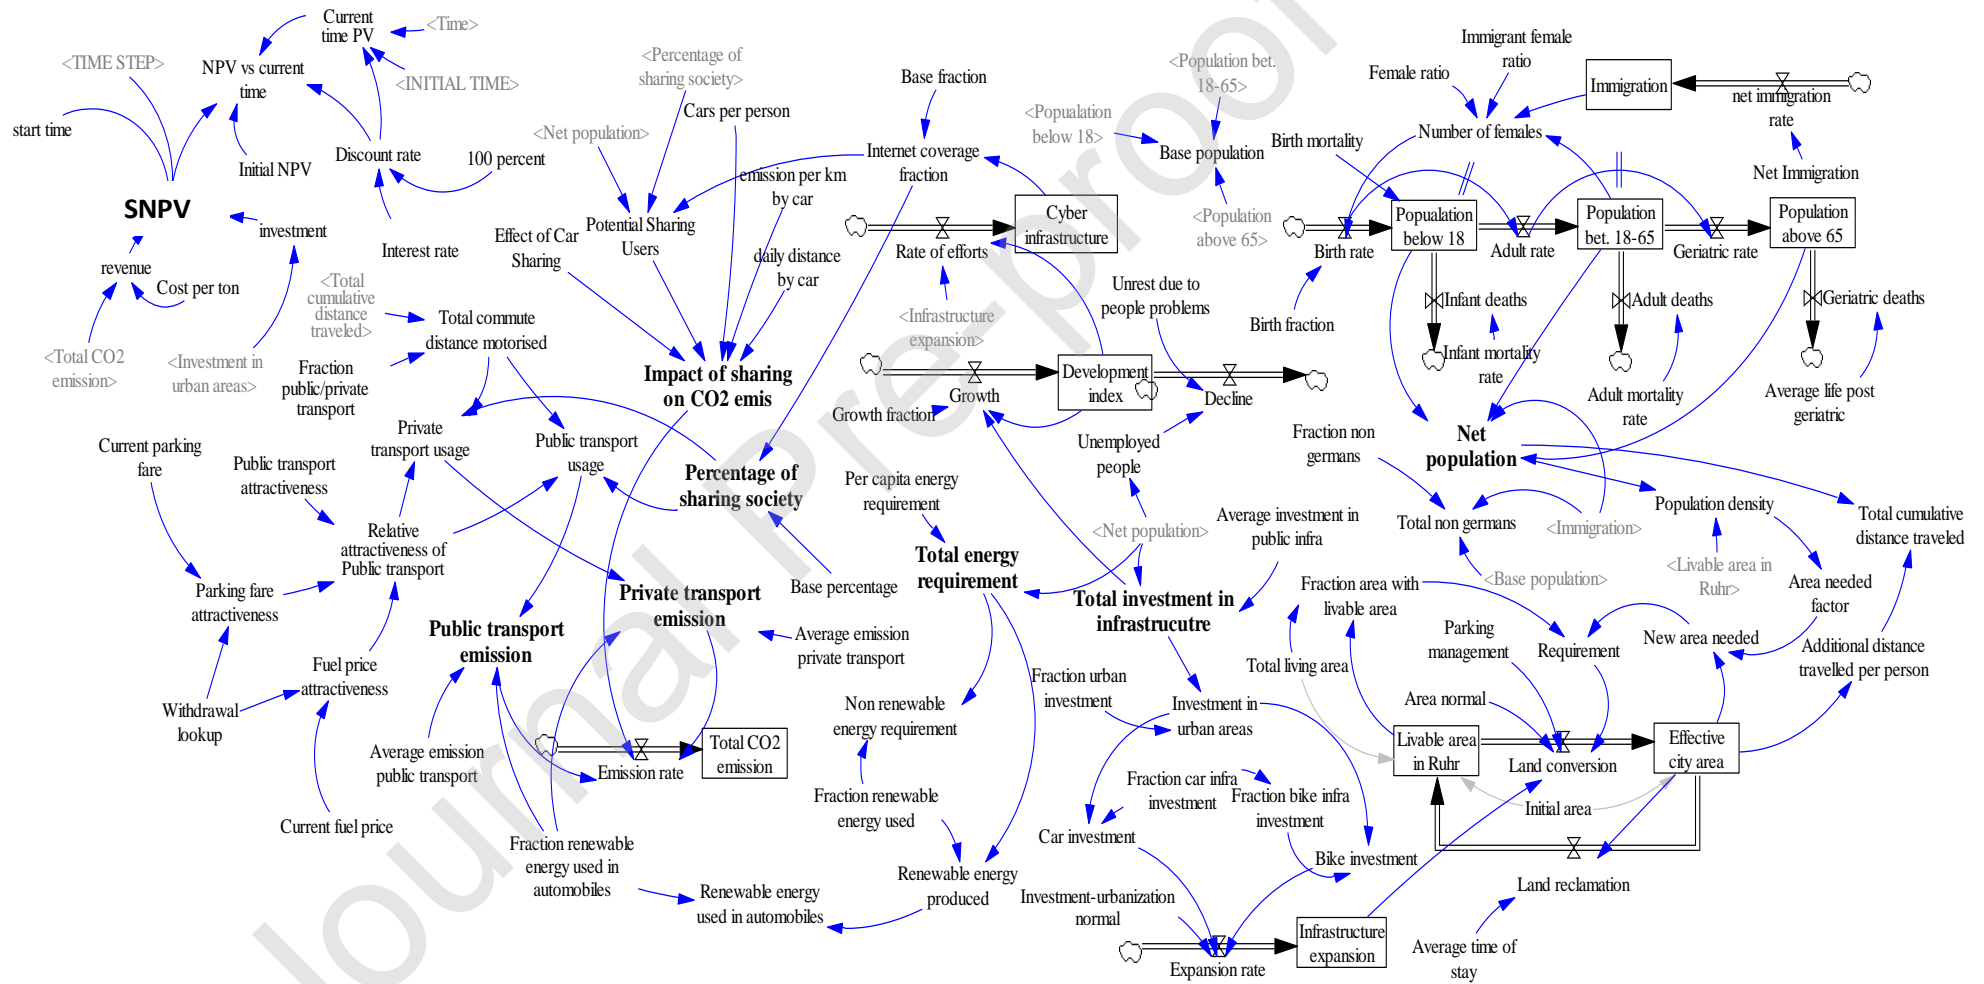 Current
time PV
<Time>
<TIME STEP>
NPV vs current
time
<INITIAL TIME>
start time
Initial NPV
Discount rate
100 percent
SNPV
investment
Interest rate
revenue
Cost per ton
<Total CO2
emission>
<Investment in
urban areas>
<Total
cumulative
distance
traveled>
Total commute
distance motorised
Fraction
public/private
transport
Private
transport usage
Public transport
usage
Current parking
fare
Public transport
attractiveness
Relative
attractiveness of
Public transport
Parking fare
attractiveness
Fuel price
attractiveness
Withdrawal
lookup
Current fuel price
Public transport
emission
Average emission
public transport
Fraction renewable
energy used in
automobiles
Private transport
emission
Average emission
private transport
Emission rate
Total CO2
emission
Renewable energy
used in automobiles
<Percentage of
sharing society>
Cars per person
<Net population>
Potential Sharing
Users
Effect of Car
Sharing
emission per km
by car
daily distance
by car
Impact of sharing
on CO2 emis
Percentage of
sharing society
Base percentage
Base fraction
Internet coverage
fraction
Cyber
infrastructure
Rate of efforts
<Infrastructure
expansion>
Unrest due to
people problems
Development
index
Growth
Growth fraction
Decline
Unemployed
people
Per capita energy
requirement
<Net population>
Total energy
requirement
Average investment in
public infra
Total investment in
infrastrucutre
Non renewable
energy requirement
Fraction renewable
energy used
Renewable energy
produced
Fraction urban
investment
Investment in
urban areas
Fraction car infra
investment
Fraction bike infra
investment
Car investment
Bike investment
Investment-urbanization
normal
Expansion rate
Infrastructure
expansion
<Population bet.
18-65>
<Popualation
below 18>
Base population
<Population
above 65>
Immigrant female
ratio
Female ratio
Immigration
net immigration
rate
Net Immigration
Number of females
Birth mortality
Popualation
below 18
Population
bet. 18-65
Population
above 65
Birth rate
Adult rate
Geriatric rate
Birth fraction
Infant deaths
Adult deaths
Geriatric deaths
Infant mortality
rate
Adult mortality
rate
Average life post
geriatric
Net
population
Fraction non
germans
Total non germans
<Immigration>
<Base population>
Population density
<Livable area in
Ruhr>
Total cumulative
distance traveled
Area needed
factor
Fraction area with
livable area
Parking
management
Requirement
New area needed
Additional distance
travelled per person
Total living area
Area normal
Livable area
in Ruhr
Land conversion
Effective
city area
Initial area
Land reclamation
Average time of
stay
Journal Pre-proof